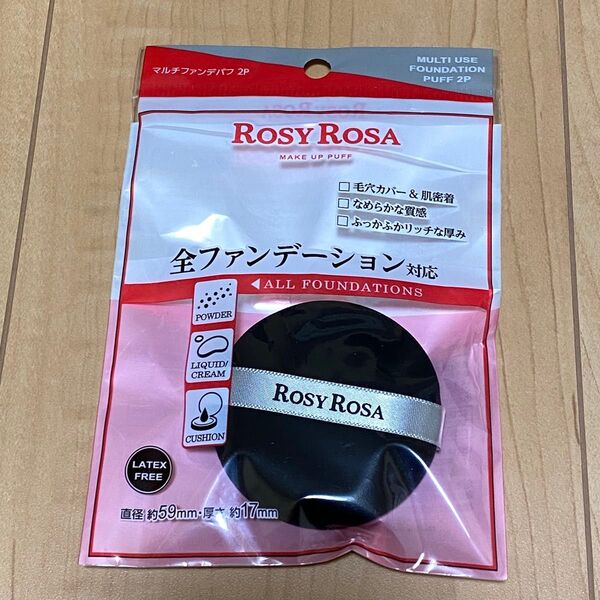 マルチファンデパフ 2P
MULTI USE
FOUNDATION
PUFF 2P
ROSY ROSA
MAKE UP PUFF
毛穴カバー & 肌密着
なめらかな質感
ふっかふかリッチな厚み
全ファンデーション対応
ALL FOUNDATIONS
POWDER
LIQUID/
CREAM
CUSHION
ROSY ROSA
LATEX
FREE
直径 約59mm・厚さ 約17mm